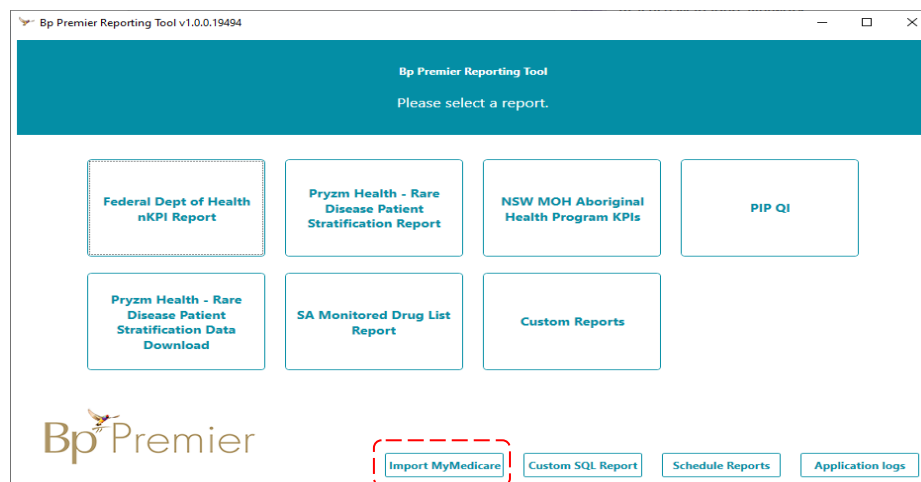 Bp Premier Reporting Tool v1.0.0.19494
Bp Premier Reporting Tool
Please select a report.
Federal Dept of Health
nKPI Report
Pryzm Health - Rare
Disease Patient
Stratification Report
NSW MOH Aboriginal
Health Program KPIs
PIP QI
Pryzm Health - Rare
Disease Patient
Stratification Data
Download
SA Monitored Drug List
Report
Custom Reports
Bp Premier
Import MyMedicare
Custom SQL Report
Schedule Reports
Application logs